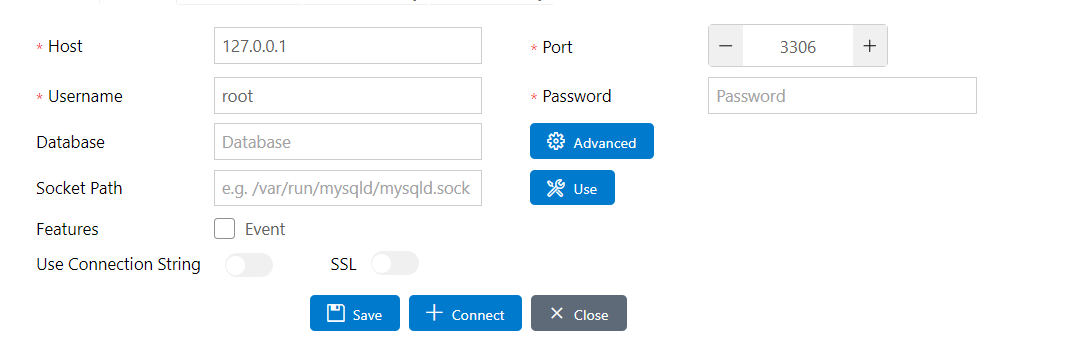 * Host 127.0.0.1 * Port − 3306 +
* Username root * Password Password
Database Database Advanced
Socket Path e.g. /var/run/mysqld/mysqld.sock Use
Features Event
Use Connection String SSL
Save + Connect × Close